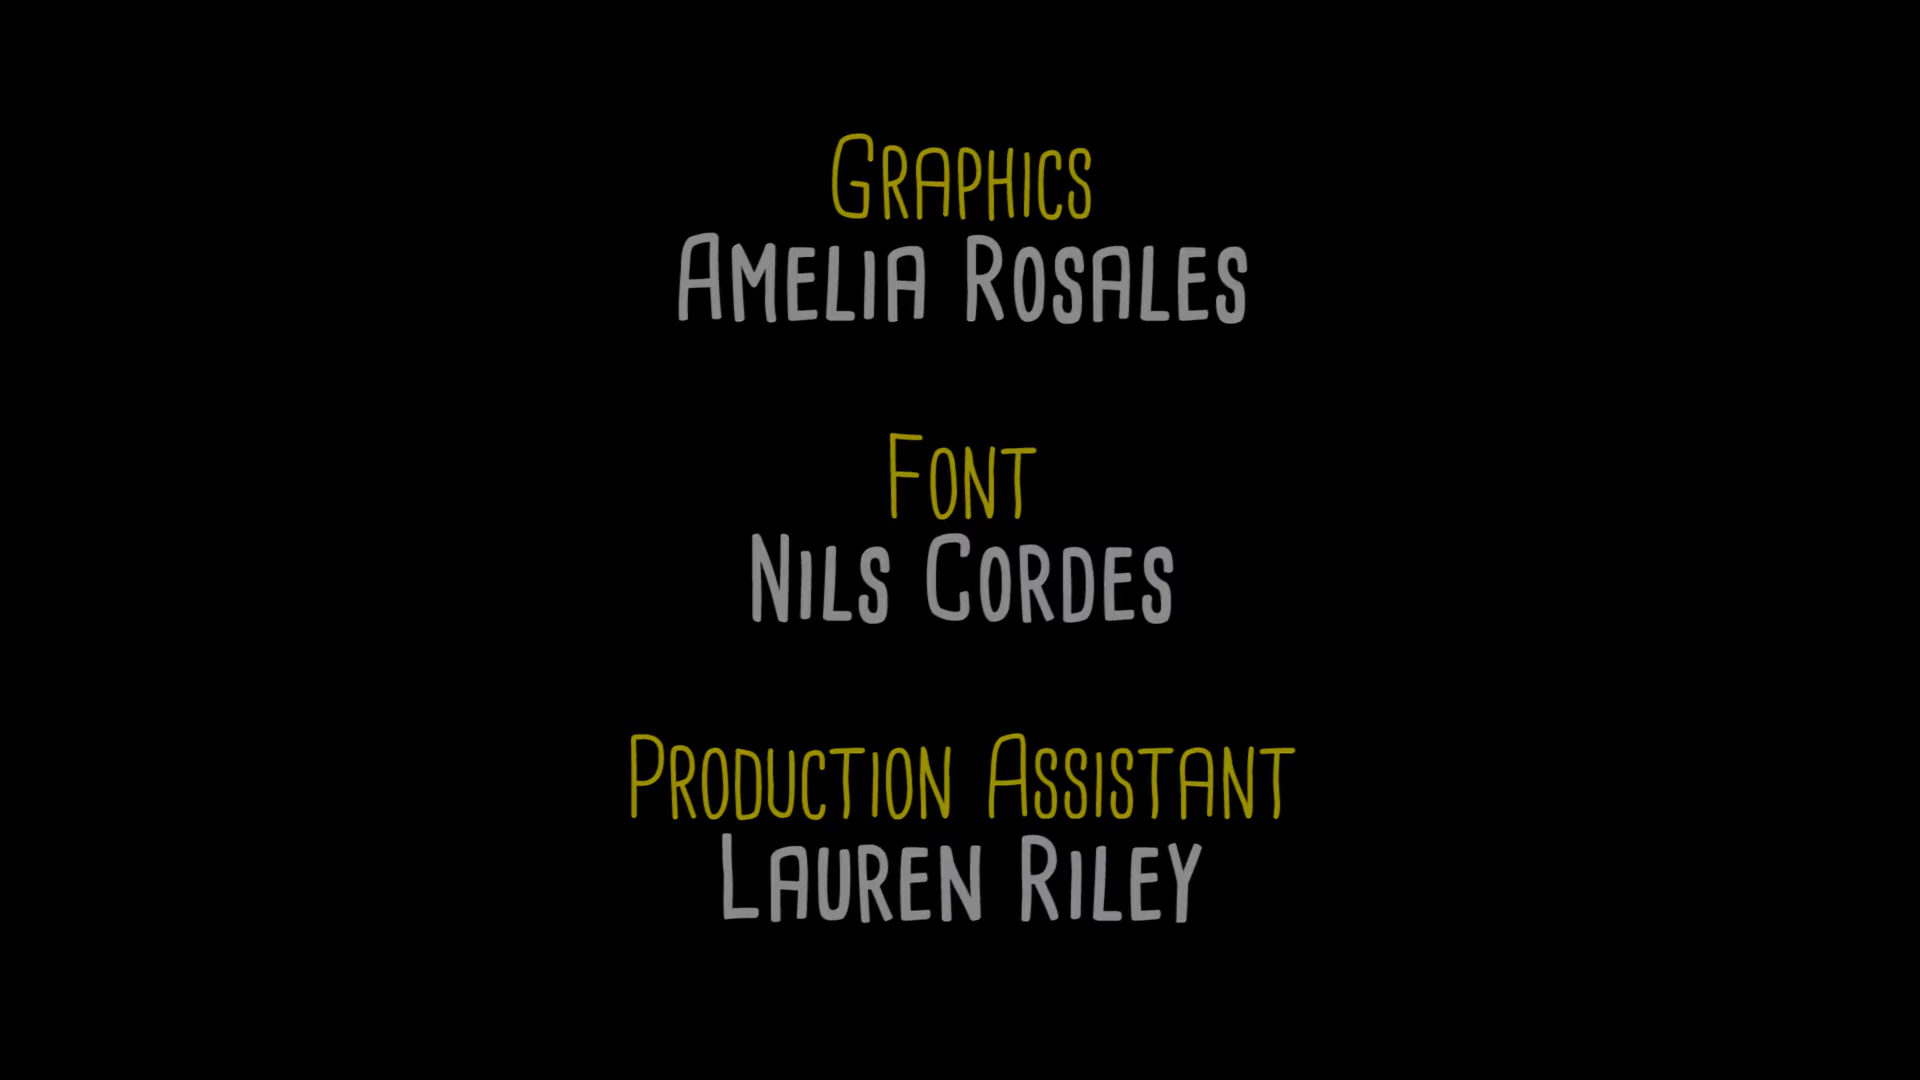 Graphics
Amelia Rosales
Font
Nils Cordes
Production Assistant
Lauren Riley